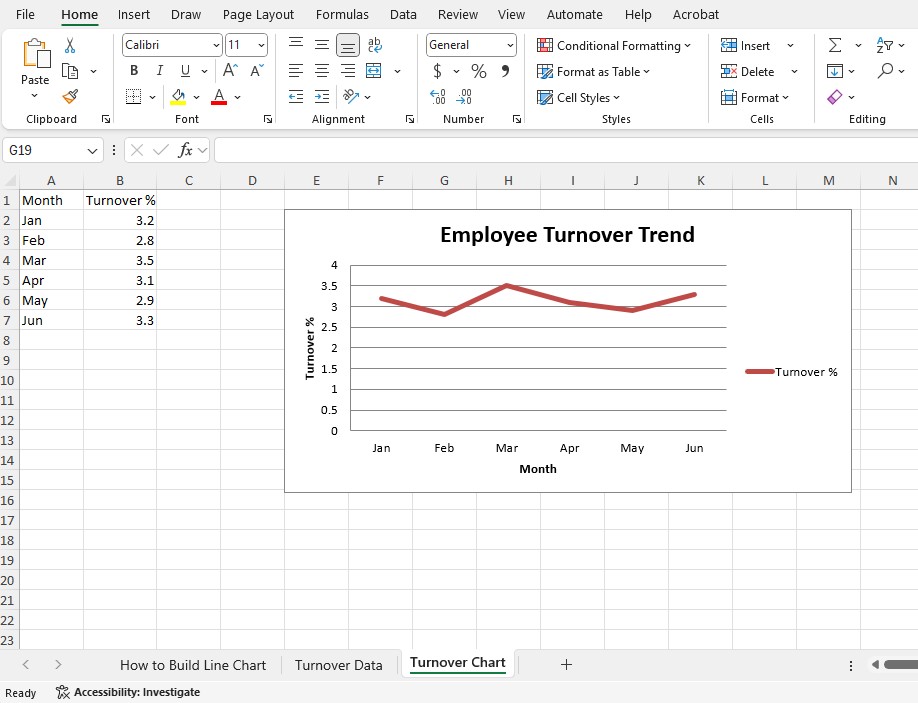 File Home Insert Draw Page Layout Formulas Data Review View Automate Help Acrobat
Paste
Clipboard
Calibri 11
B I U A A
A
Font
ab
Alignment
General
$ % 9
.00 .00
Number
Conditional Formatting
Format as Table
Cell Styles
Styles
Insert
Delete
Format
Cells
Σ
Editing
G19 fx
A B C D E F G H I J K L M N
1 Month Turnover %
2 Jan 3.2
3 Feb 2.8
4 Mar 3.5
5 Apr 3.1
6 May 2.9
7 Jun 3.3
8
9
10
11
12
13
14
15
16
17
18
19
20
21
22
23
Employee Turnover Trend
4
3.5
3
2.5
2
1.5
1
0.5
0
Turnover %
Jan Feb Mar Apr May Jun
Month
Turnover %
How to Build Line Chart Turnover Data Turnover Chart +
Ready Accessibility: Investigate